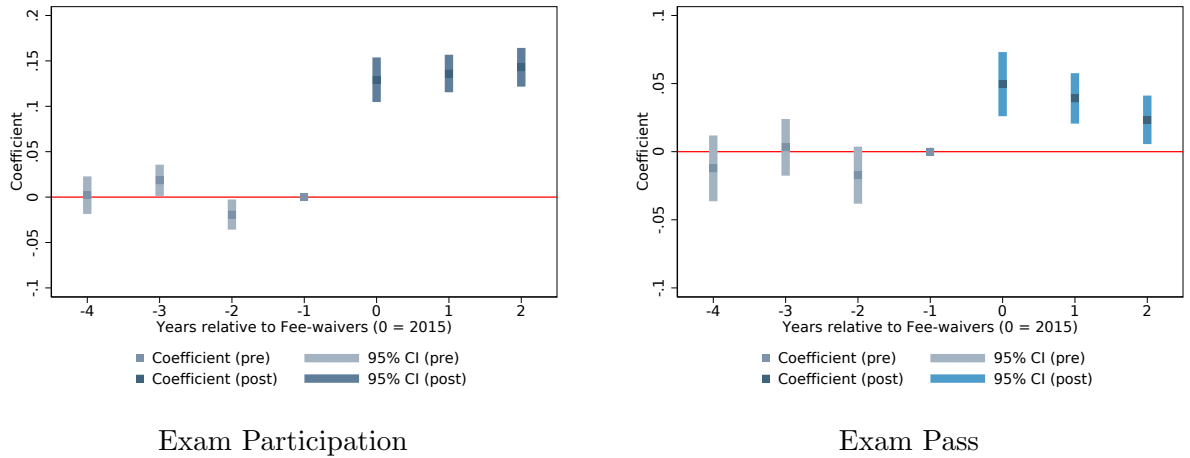 .2
.15
.1
.05
0
-.05
-.1
Coefficient
-4 -3 -2 -1 0 1 2
Years relative to Fee-waivers (0 = 2015)
Coefficient (pre) 95% CI (pre)
Coefficient (post) 95% CI (post)
Exam Participation
.1
.05
0
-.05
-.1
Coefficient
-4 -3 -2 -1 0 1 2
Years relative to Fee-waivers (0 = 2015)
Coefficient (pre) 95% CI (pre)
Coefficient (post) 95% CI (post)
Exam Pass